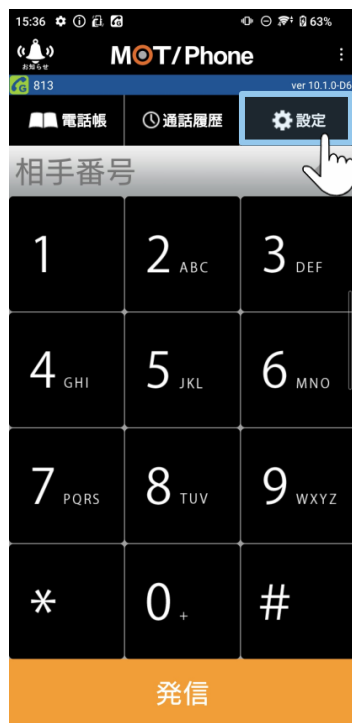 15:36 63%
お知らせ MOT/Phone
813 ver 10.1.0-D6
電話帳 通話履歴 設定
相手番号
1 2 ABC 3 DEF
4 GHI 5 JKL 6 MNO
7 PQRS 8 TUV 9 WXYZ
* 0 + #
発信